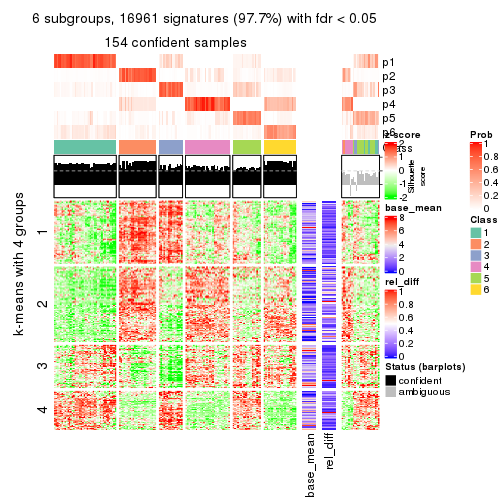 6 subgroups, 16961 signatures (97.7%) with fdr < 0.05
154 confident samples
p1
p2
p3
p4
p5
p6
Class
Silhouette
score
z-score
2
1
0
-1
-2
base_mean
8
6
4
2
0
rel_diff
1
0.8
0.6
0.4
0.2
0
Status (barplots)
confident
ambiguous
Prob
1
0.8
0.6
0.4
0.2
0
Class
1
2
3
4
5
6
k-means with 4 groups
1
2
3
4
base_mean
rel_diff